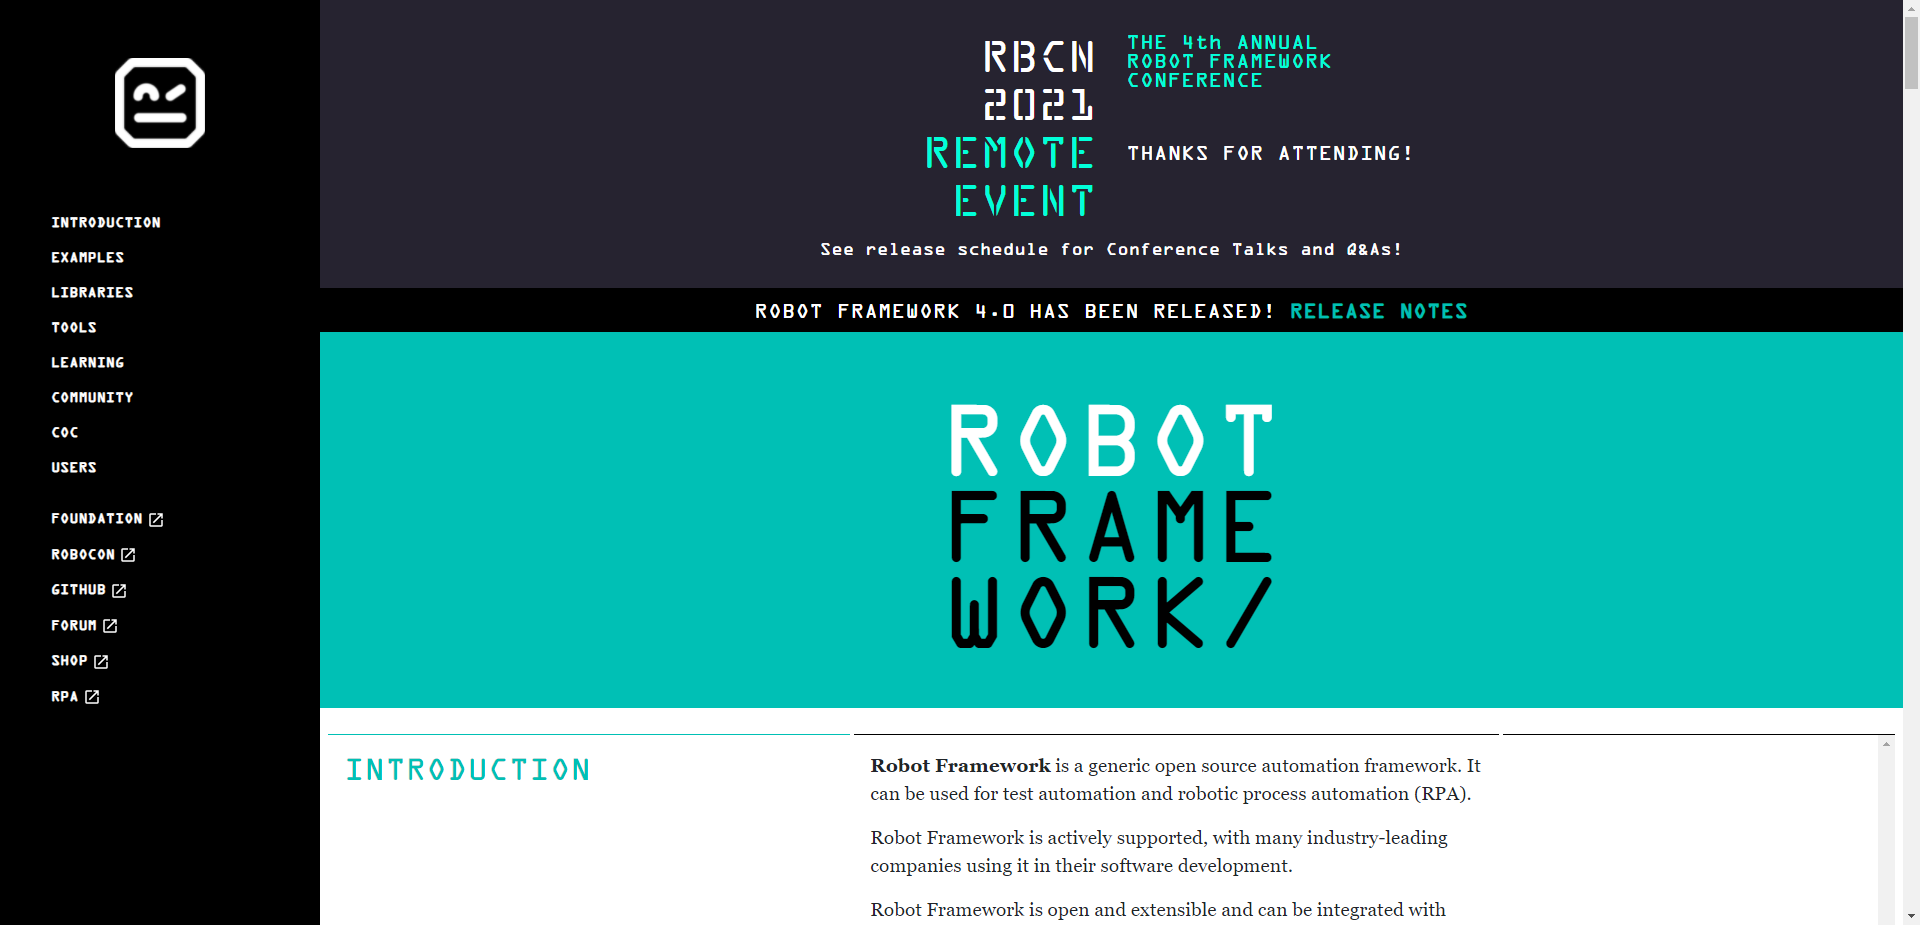 INTRODUCTION
EXAMPLES
LIBRARIES
TOOLS
LEARNING
COMMUNITY
COC
USERS
FOUNDATION
ROBOCON
GITHUB
FORUM
SHOP
RPA
RBCN
2021
REMOTE
EVENT
THE 4th ANNUAL
ROBOT FRAMEWORK
CONFERENCE
THANKS FOR ATTENDING!
See release schedule for Conference Talks and Q&As!
ROBOT FRAMEWORK 4.0 HAS BEEN RELEASED! RELEASE NOTES
ROBOT
FRAME
WORK/
INTRODUCTION
Robot Framework is a generic open source automation framework. It
can be used for test automation and robotic process automation (RPA).
Robot Framework is actively supported, with many industry-leading
companies using it in their software development.
Robot Framework is open and extensible and can be integrated with